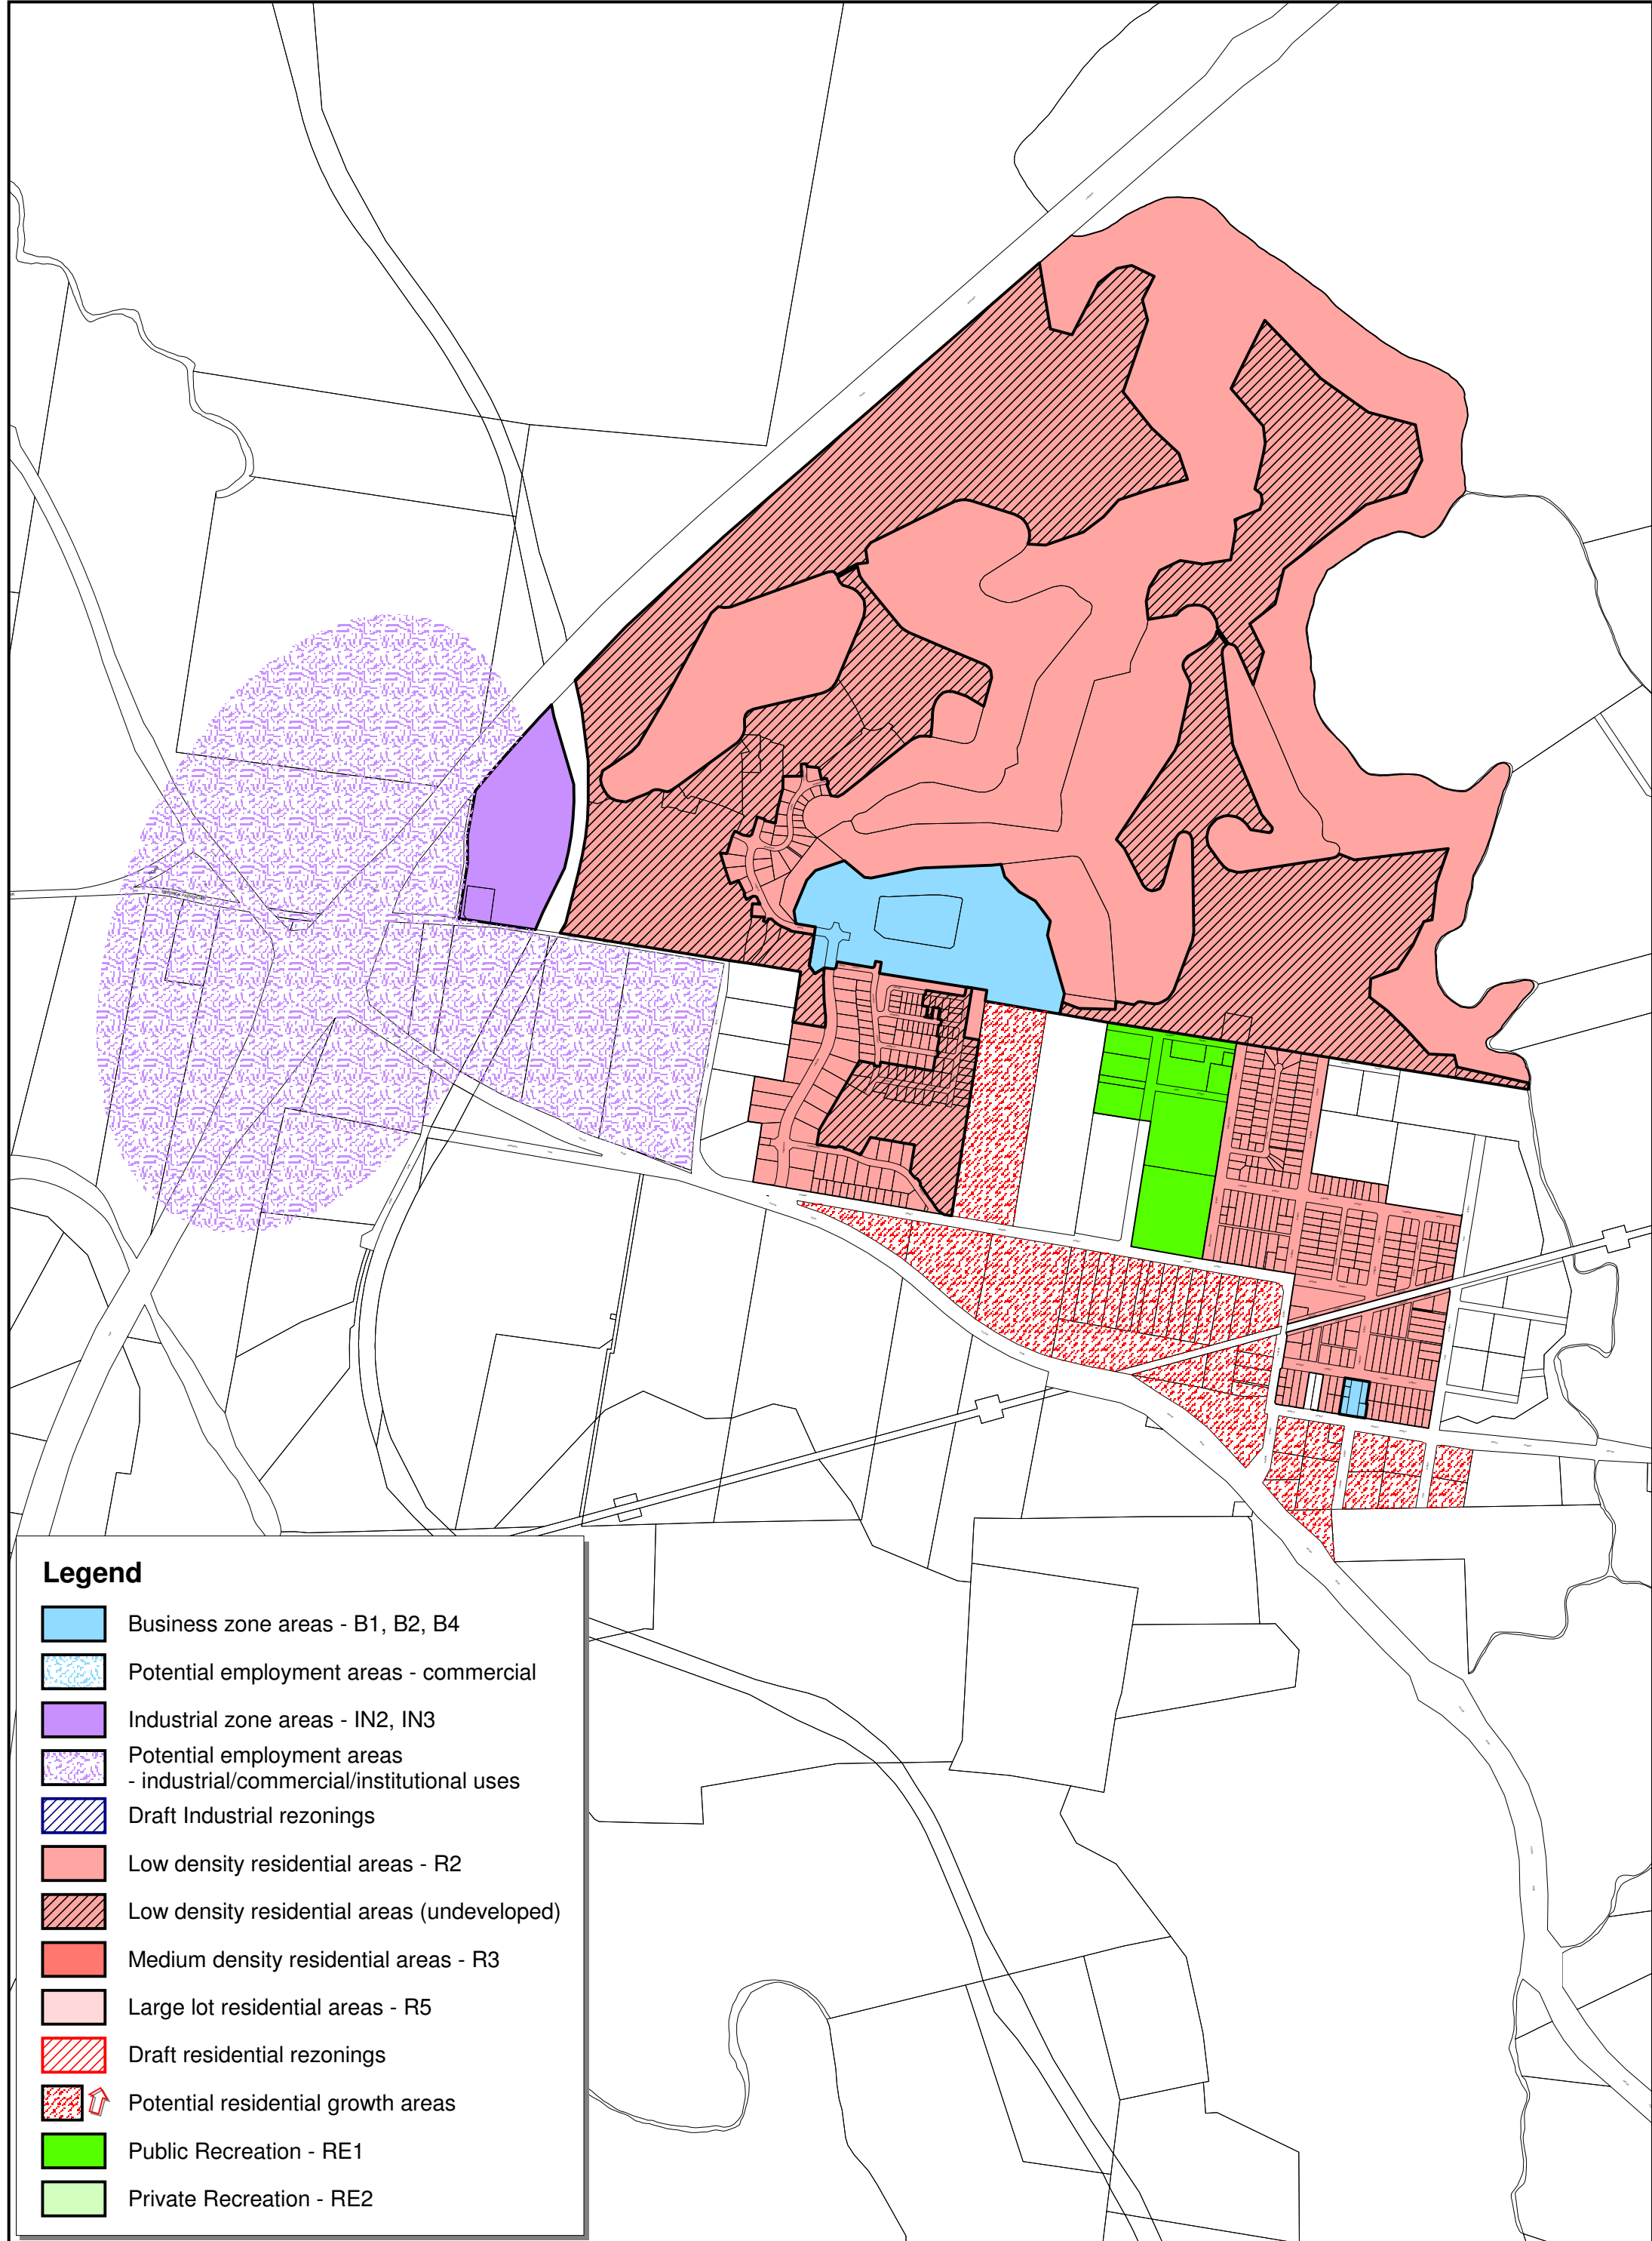 Legend
Business zone areas - B1, B2, B4
Potential employment areas - commercial
Industrial zone areas - IN2, IN3
Potential employment areas
- industrial/commercial/institutional uses
Draft Industrial rezonings
Low density residential areas - R2
Low density residential areas (undeveloped)
Medium density residential areas - R3
Large lot residential areas - R5
Draft residential rezonings
Potential residential growth areas
Public Recreation - RE1
Private Recreation - RE2